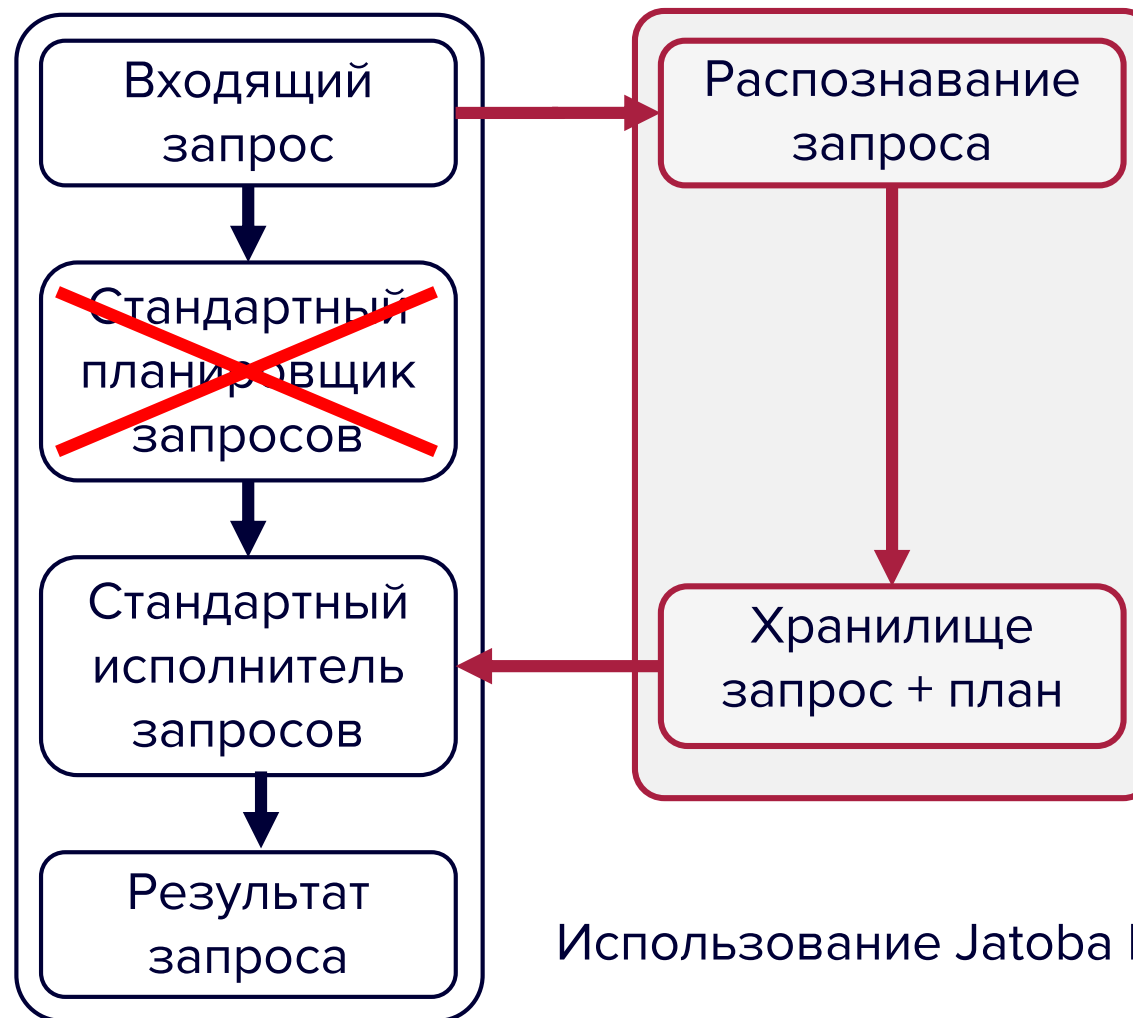 Входящий
запрос
Стандартный
планировщик
запросов
Стандартный
исполнитель
запросов
Результат
запроса
Распознавание
запроса
Хранилище
запрос + план
Использование Jatoba